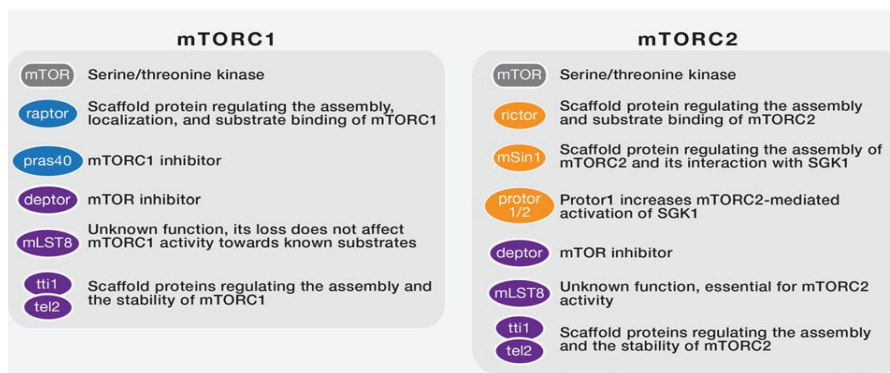 mTORC1
mTOR Serine/threonine kinase
raptor Scaffold protein regulating the assembly,
localization, and substrate binding of mTORC1
pras40 mTORC1 inhibitor
deptor mTOR inhibitor
mLST8 Unknown function, its loss does not affect
mTORC1 activity towards known substrates
tti1
tel2
Scaffold proteins regulating the assembly and
the stability of mTORC1
mTORC2
mTOR Serine/threonine kinase
rictor Scaffold protein regulating the assembly
and substrate binding of mTORC2
mSin1 Scaffold protein regulating the assembly of
mTORC2 and its interaction with SGK1
protor
1/2
Protor1 increases mTORC2-mediated
activation of SGK1
deptor mTOR inhibitor
mLST8 Unknown function, essential for mTORC2
activity
tti1
tel2
Scaffold proteins regulating the assembly
and the stability of mTORC2